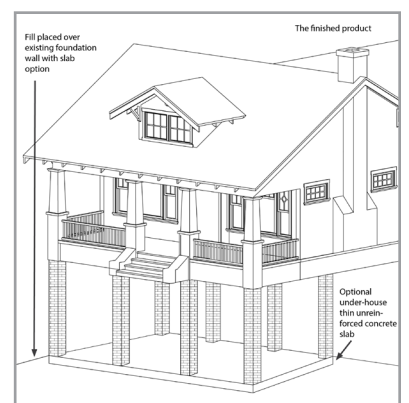 The finished product
Fill placed over
existing foundation
wall with slab
option
Optional
under-house
thin unrein-
forced concrete
slab